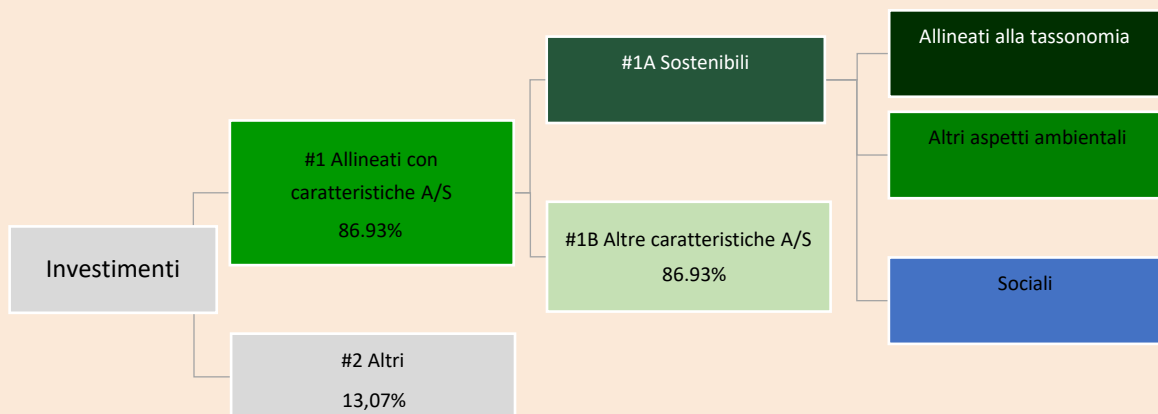 Investimenti
#1 Allineati con
caratteristiche A/S
86.93%
#2 Altri
13,07%
#1A Sostenibili
#1B Altre caratteristiche A/S
86.93%
Allineati alla tassonomia
Altri aspetti ambientali
Sociali